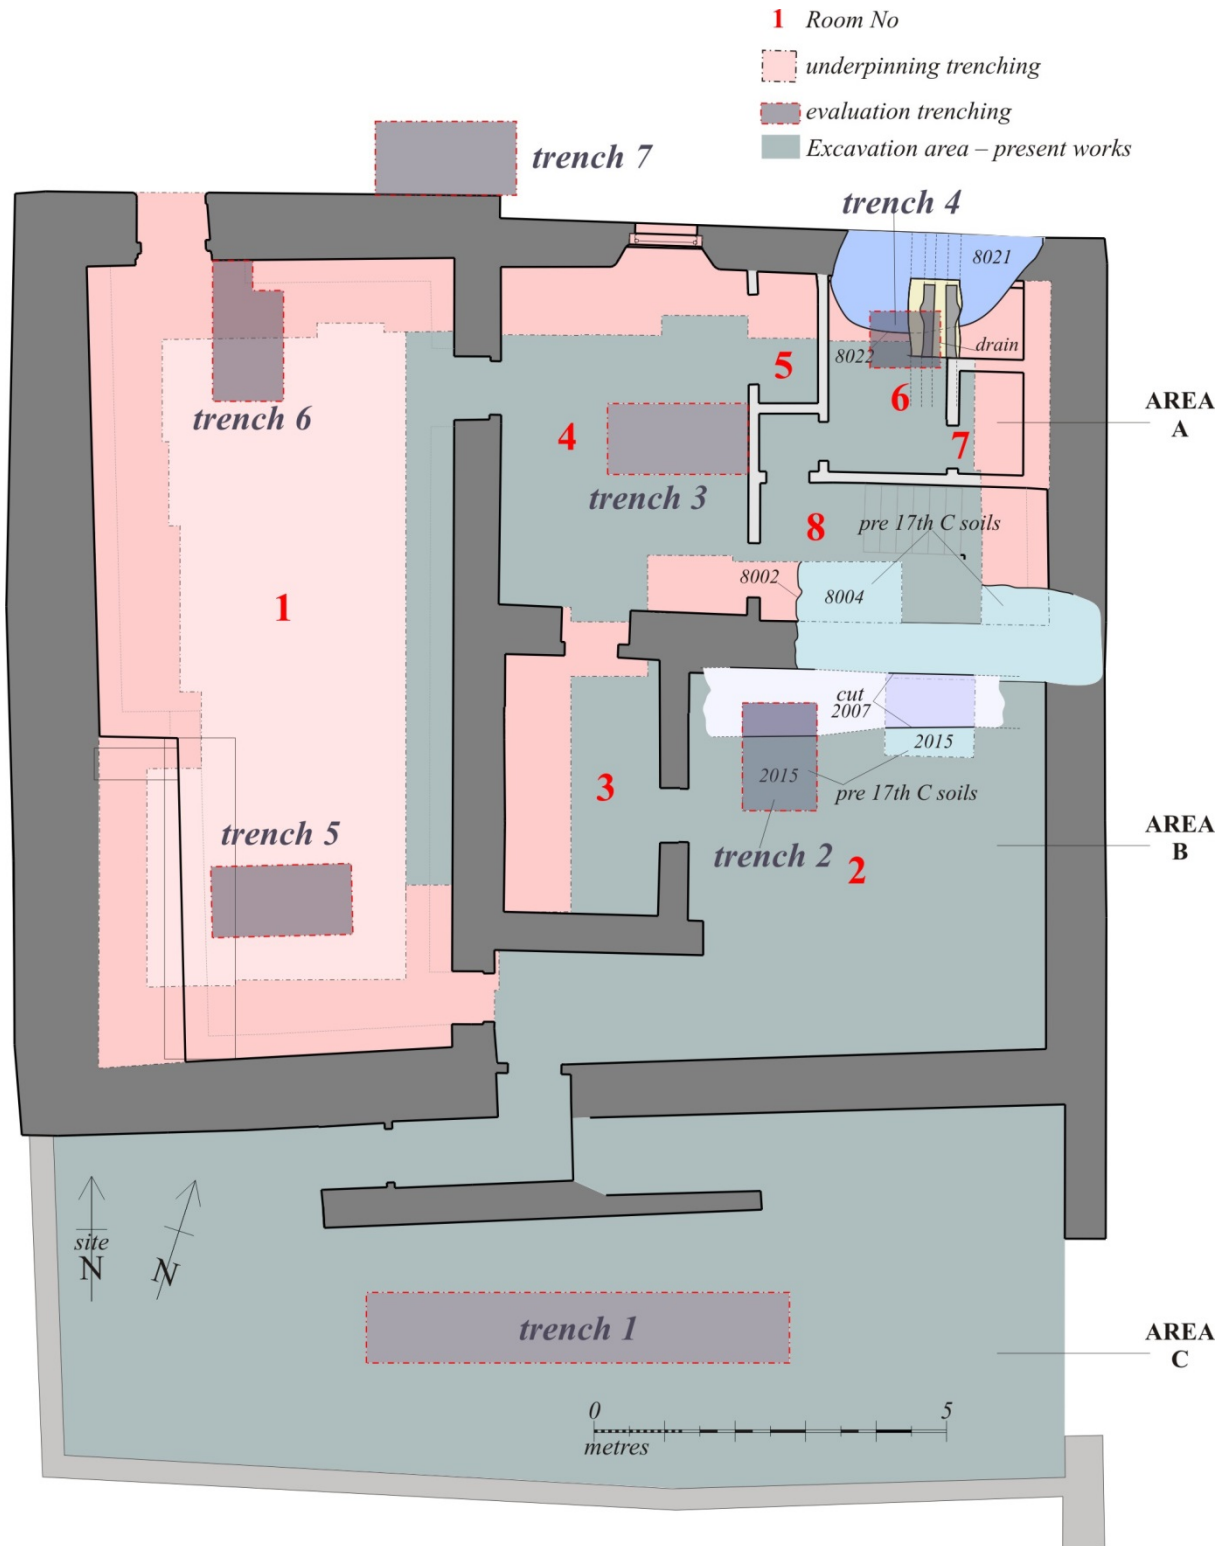 1 Room No
underpinning trenching
evaluation trenching
Excavation area – present works
trench 7
trench 4
8021
drain
8022
5
6
7
trench 6
4
trench 3
AREA
A
8
pre 17th C soils
8002
8004
1
cut
2007
2015
2015
pre 17th C soils
3
trench 5
trench 2
2
AREA
B
site
N
N
trench 1
AREA
C
0 5
metres